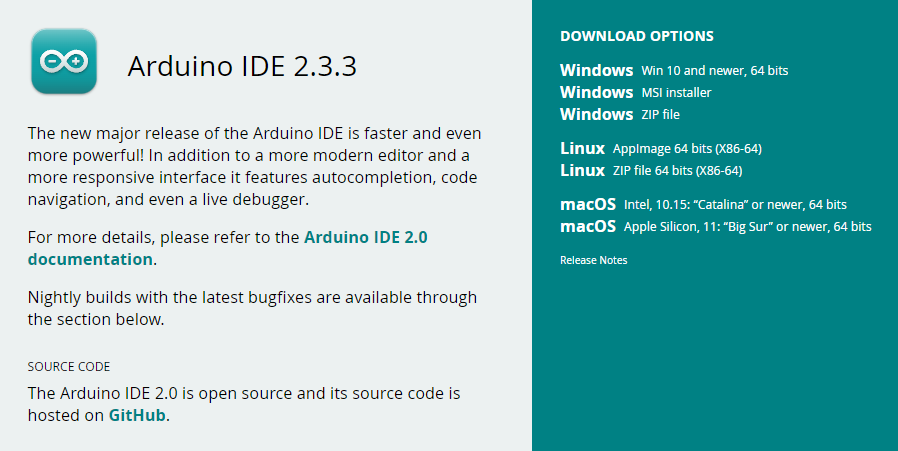 Arduino IDE 2.3.3
The new major release of the Arduino IDE is faster and even
more powerful! In addition to a more modern editor and a
more responsive interface it features autocompletion, code
navigation, and even a live debugger.
For more details, please refer to the Arduino IDE 2.0
documentation.
Nightly builds with the latest bugfixes are available through
the section below.
SOURCE CODE
The Arduino IDE 2.0 is open source and its source code is
hosted on GitHub.
DOWNLOAD OPTIONS
Windows Win 10 and newer, 64 bits
Windows MSI installer
Windows ZIP file
Linux AppImage 64 bits (X86-64)
Linux ZIP file 64 bits (X86-64)
macOS Intel, 10.15: “Catalina” or newer, 64 bits
macOS Apple Silicon, 11: “Big Sur” or newer, 64 bits
Release Notes